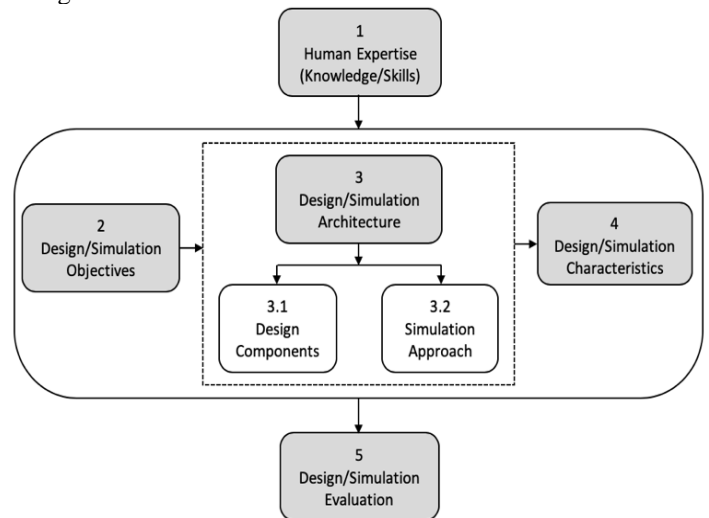 1
Human Expertise
(Knowledge/Skills)
2
Design/Simulation
Objectives
3
Design/Simulation
Architecture
3.1
Design
Components
3.2
Simulation
Approach
4
Design/Simulation
Characteristics
5
Design/Simulation
Evaluation